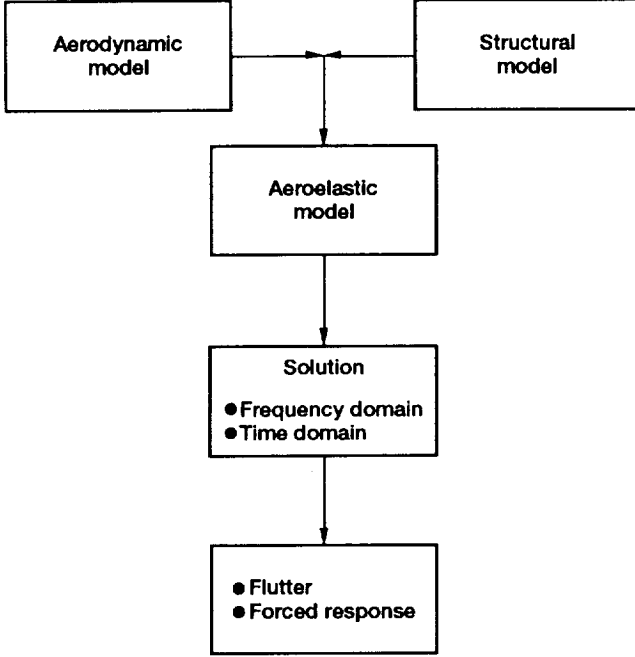 Aerodynamic
model
Structural
model
Aeroelastic
model
Solution
● Frequency domain
● Time domain
● Flutter
● Forced response